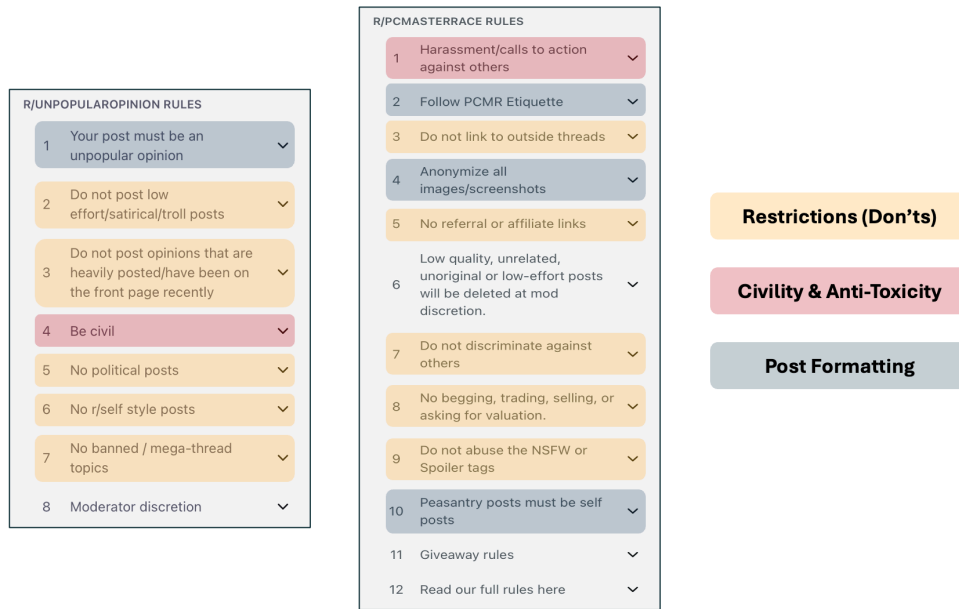 R/UNPOPULAROPINION RULES
1 Your post must be an
unpopular opinion
2 Do not post low
effort/satirical/troll posts
3 Do not post opinions that are
heavily posted/have been on
the front page recently
4 Be civil
5 No political posts
6 No r/self style posts
7 No banned / mega-thread
topics
8 Moderator discretion
R/PCMASTERRACE RULES
1 Harassment/calls to action
against others
2 Follow PCMR Etiquette
3 Do not link to outside threads
4 Anonymize all
images/screenshots
5 No referral or affiliate links
6 Low quality, unrelated,
unoriginal or low-effort posts
will be deleted at mod
discretion.
7 Do not discriminate against
others
8 No begging, trading, selling, or
asking for valuation.
9 Do not abuse the NSFW or
Spoiler tags
10 Peasantry posts must be self
posts
11 Giveaway rules
12 Read our full rules here
Restrictions (Don’ts)
Civility & Anti-Toxicity
Post Formatting